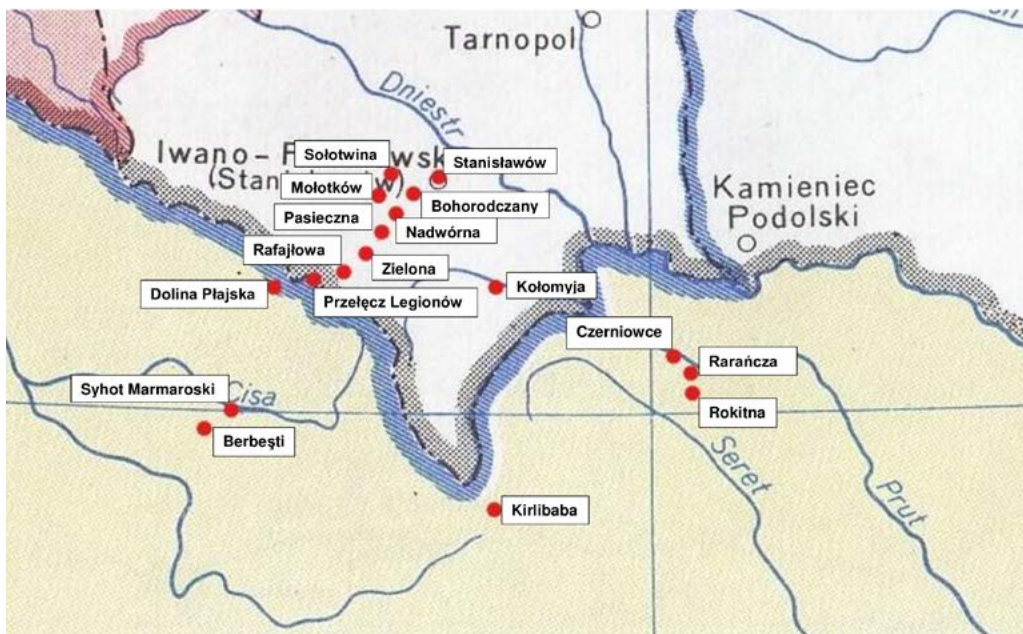 Tarnopol
Dniestr
Iwano – F
wsk
(Stani
w)
Sołotwina
Stanisławów
Mołotków
Bohorodczany
Pasieczna
Nadwórna
Kamieniec
Podolski
Rafajłowa
Zielona
Dolina Płajska
Przełęcz Legionów
Kołomyja
Czerniowce
Rarańcza
Syhot Marmaroski
Cisa
Rokitna
Berbeşti
Seret
Prut
Kirlibaba